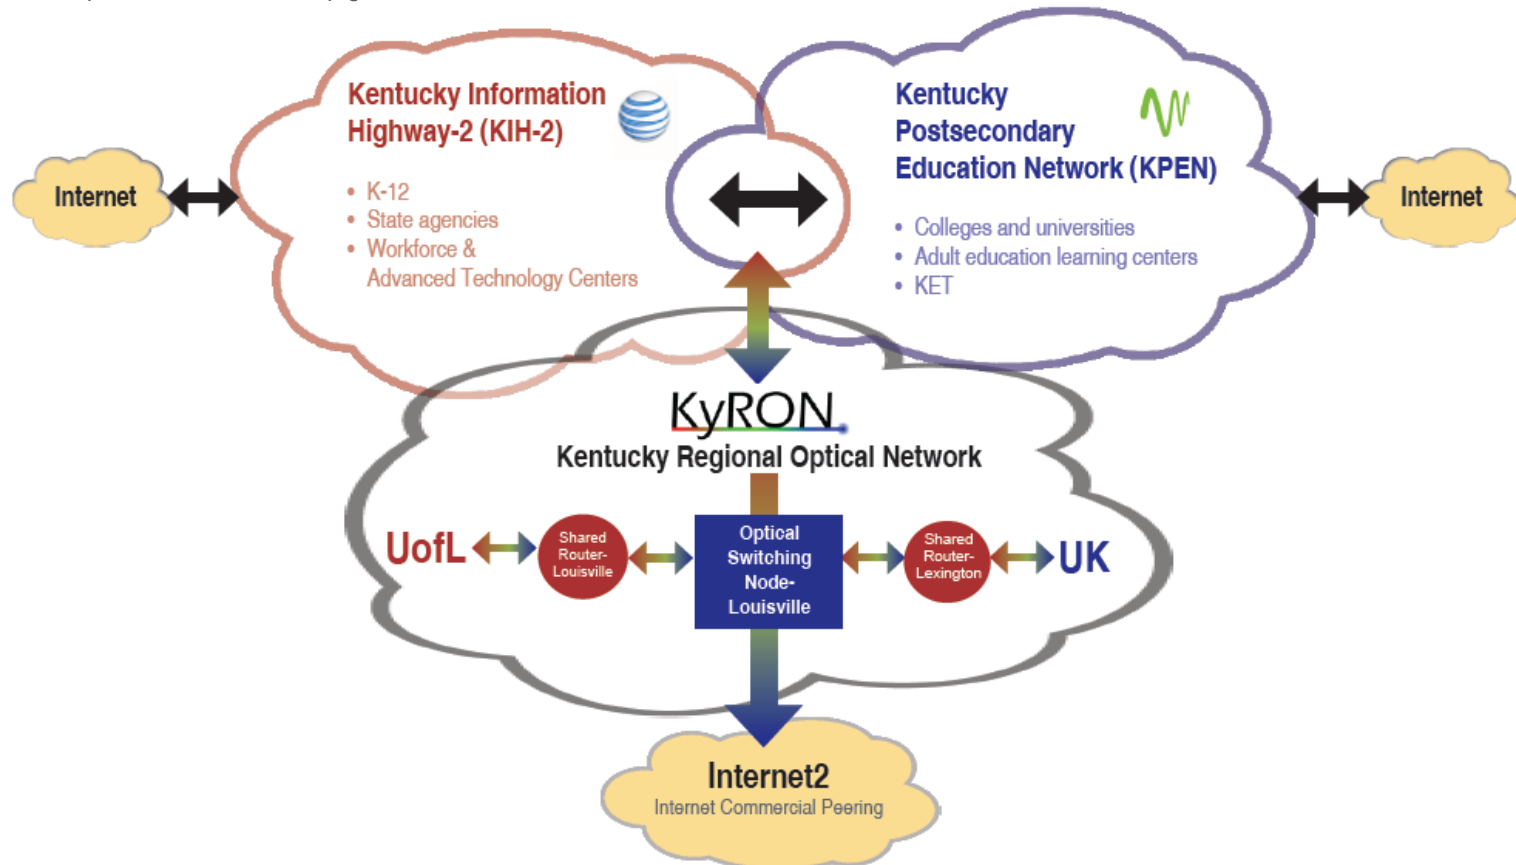 Kentucky Information
Highway-2 (KIH-2)
• K-12
• State agencies
• Workforce &
Advanced Technology Centers
Kentucky
Postsecondary
Education Network (KPEN)
• Colleges and universities
• Adult education learning centers
• KET
Internet
Internet
KyRON
Kentucky Regional Optical Network
UofL
Shared
Router-
Louisville
Optical
Switching
Node-
Louisville
Shared
Router-
Lexington
UK
Internet2
Internet Commercial Peering